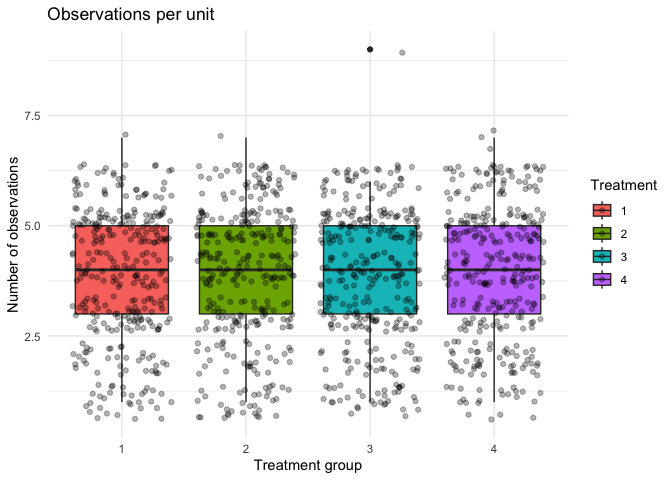 Observations per unit
Number of observations
7.5
5.0
2.5
1
2
3
4
Treatment group
Treatment
1
2
3
4